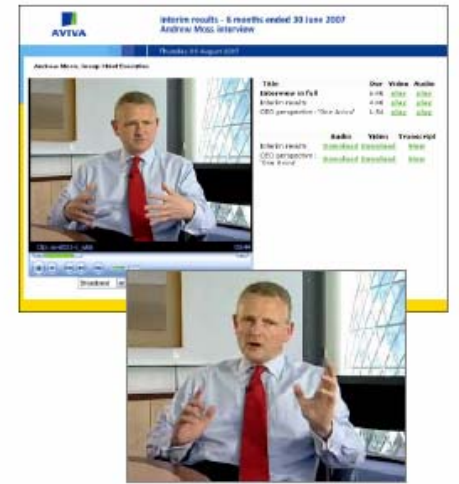 AVIVA
Interim results - 6 months ended 30 June 2007
Andrew Moss interview
Thursday 09 August 2007
Andrew Moss, Group Chief Executive
Title Dur Video Audio
Interview in full play play
Interim results play play
CEO perspective : 'One Aviva' play play
Audio Video Transcript
Interim results Download Download View
CEO perspective : 'One Aviva' Download Download View
Broadband